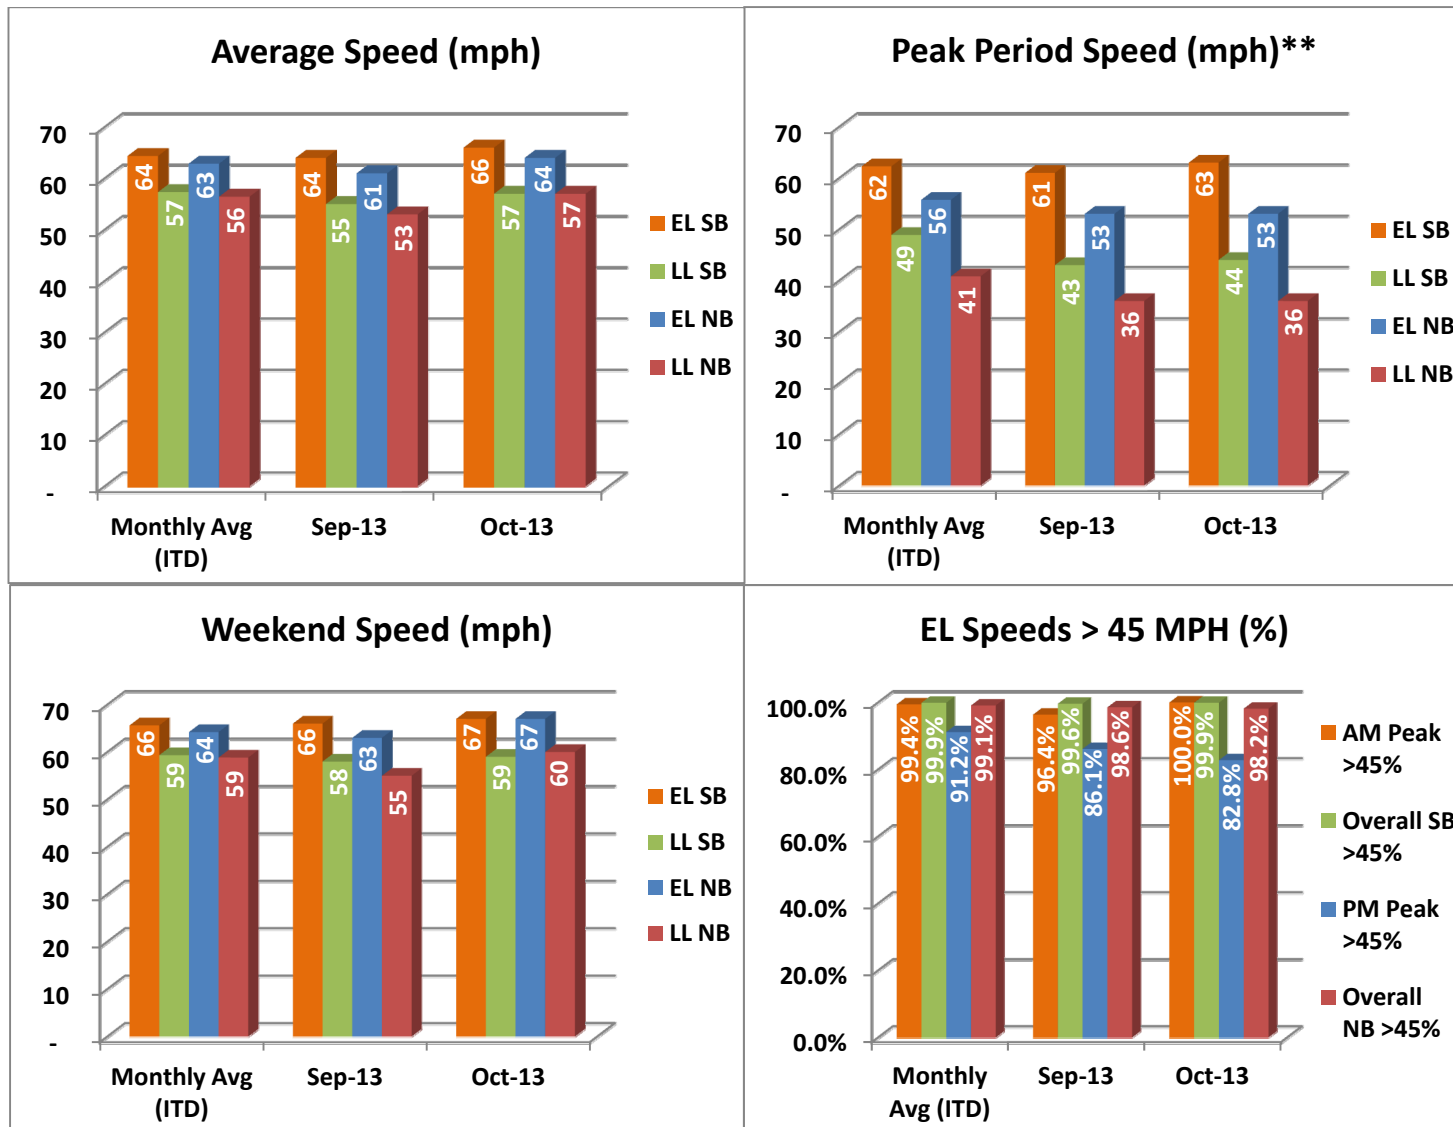 Average Speed (mph)
70
60
50
40
30
20
10
-
64
57
63
56
64
55
61
53
66
57
64
57
Monthly Avg
(ITD)
Sep-13
Oct-13
EL SB
LL SB
EL NB
LL NB
Peak Period Speed (mph)**
70
60
50
40
30
20
10
-
62
49
56
41
61
43
53
36
63
44
53
36
Monthly Avg
(ITD)
Sep-13
Oct-13
EL SB
LL SB
EL NB
LL NB
Weekend Speed (mph)
70
60
50
40
30
20
10
-
66
59
64
59
66
58
63
55
67
59
67
60
Monthly Avg
(ITD)
Sep-13
Oct-13
EL SB
LL SB
EL NB
LL NB
EL Speeds > 45 MPH (%)
100.0%
80.0%
60.0%
40.0%
20.0%
0.0%
99.4%
99.9%
91.2%
99.1%
96.4%
99.6%
86.1%
98.6%
100.0%
99.9%
82.8%
98.2%
Monthly
Avg (ITD)
Sep-13
Oct-13
AM Peak
>45%
Overall SB
>45%
PM Peak
>45%
Overall
NB >45%